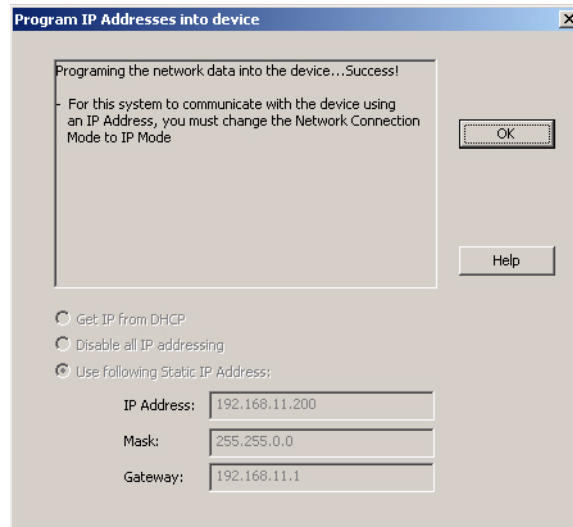 Program IP Addresses into device
Programing the network data into the device...Success!
- For this system to communicate with the device using
an IP Address, you must change the Network Connection
Mode to IP Mode
OK
Help
Get IP from DHCP
Disable all IP addressing
Use following Static IP Address:
IP Address: 192.168.11.200
Mask: 255.255.0.0
Gateway: 192.168.11.1